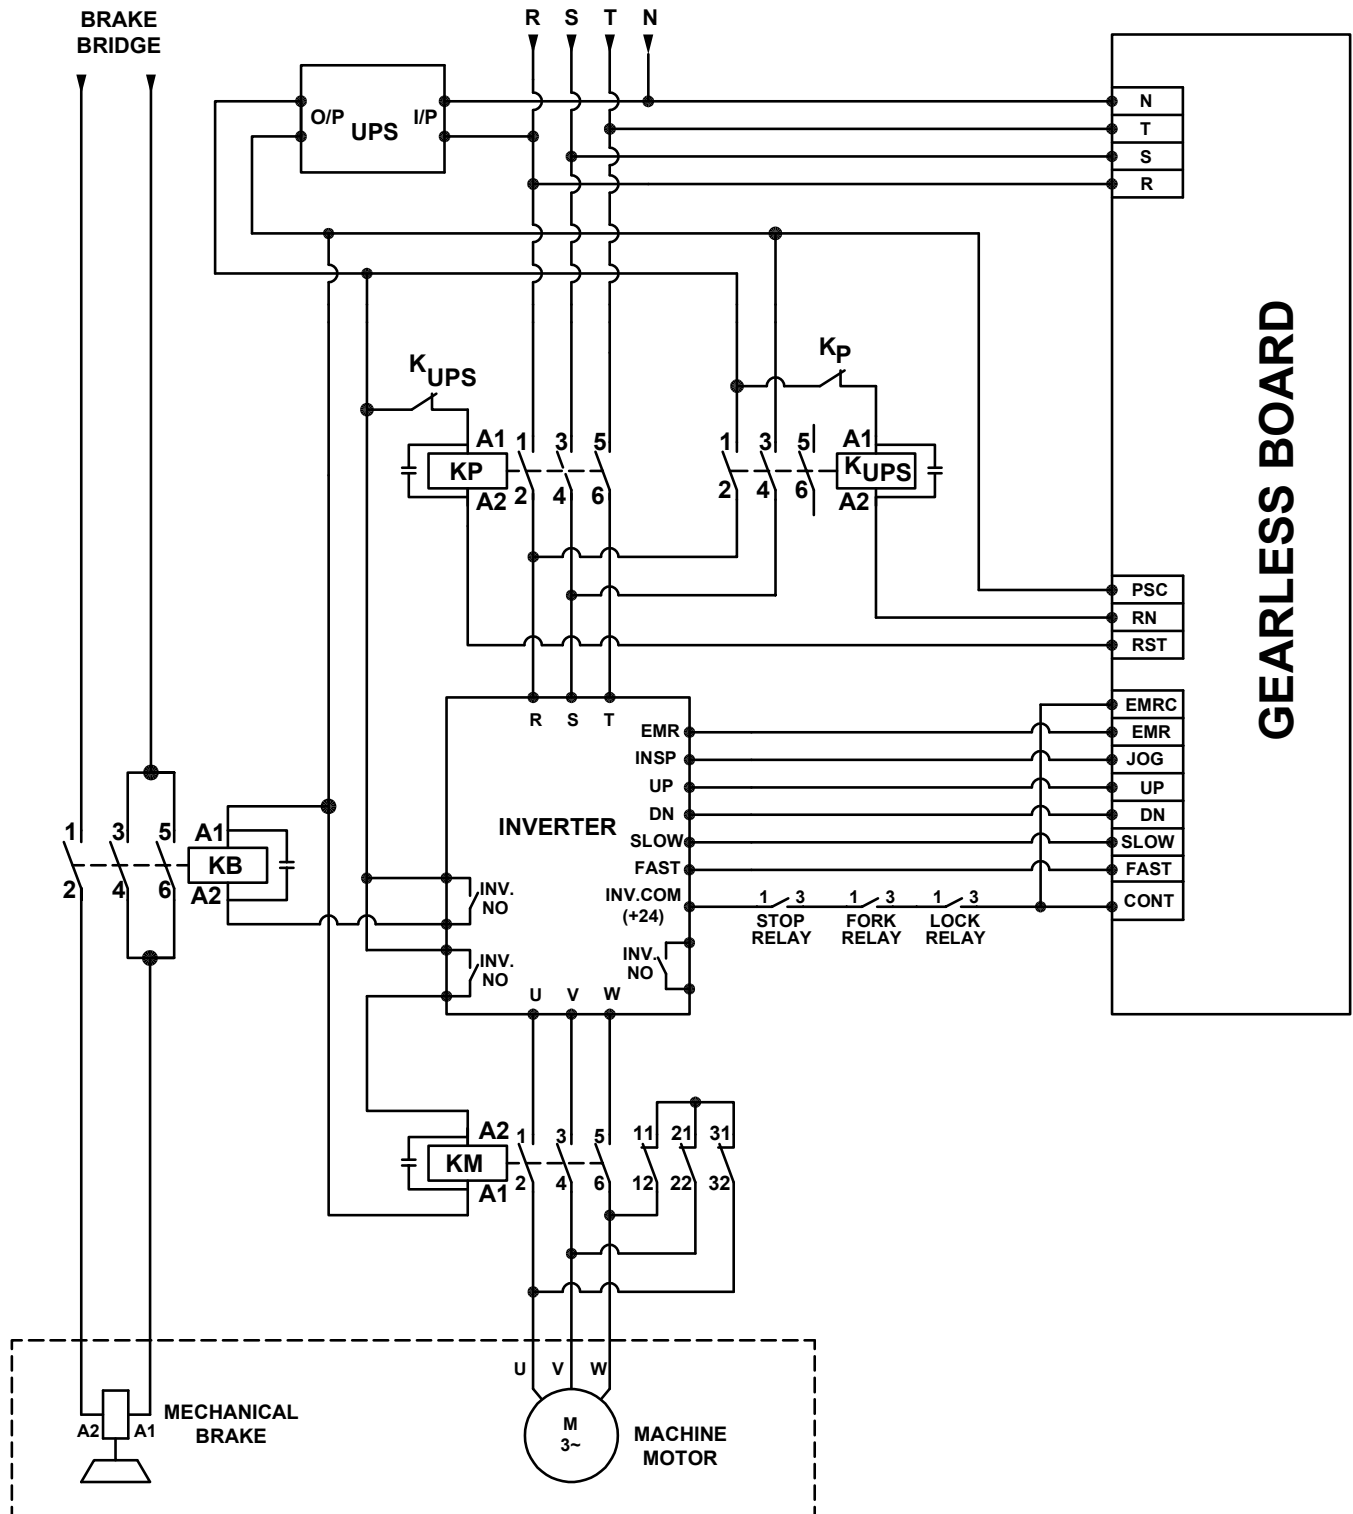 BRAKE
BRIDGE
R S T N
O/P UPS I/P
N
T
S
R
GEARLESS BOARD
KUPS
KP
A1 1 3 5
KP
A2 2 4 6
1 3 5 A1
KUPS
2 4 6 A2
PSC
RN
RST
R S T
EMR
INSP
UP
DN
SLOW
FAST
INV.COM
(+24)
INVERTER
EMRC
EMR
JOG
UP
DN
SLOW
FAST
CONT
1 3 5 A1
KB
2 4 6 A2
INV.
NO
INV.
NO
INV.
NO
1 3 1 3 1 3
STOP
RELAY
FORK
RELAY
LOCK
RELAY
U V W
A2 1 3 5 11 21 31
KM
A1 2 4 6 12 22 32
U V W
A2 A1
MECHANICAL
BRAKE
M
3~
MACHINE
MOTOR